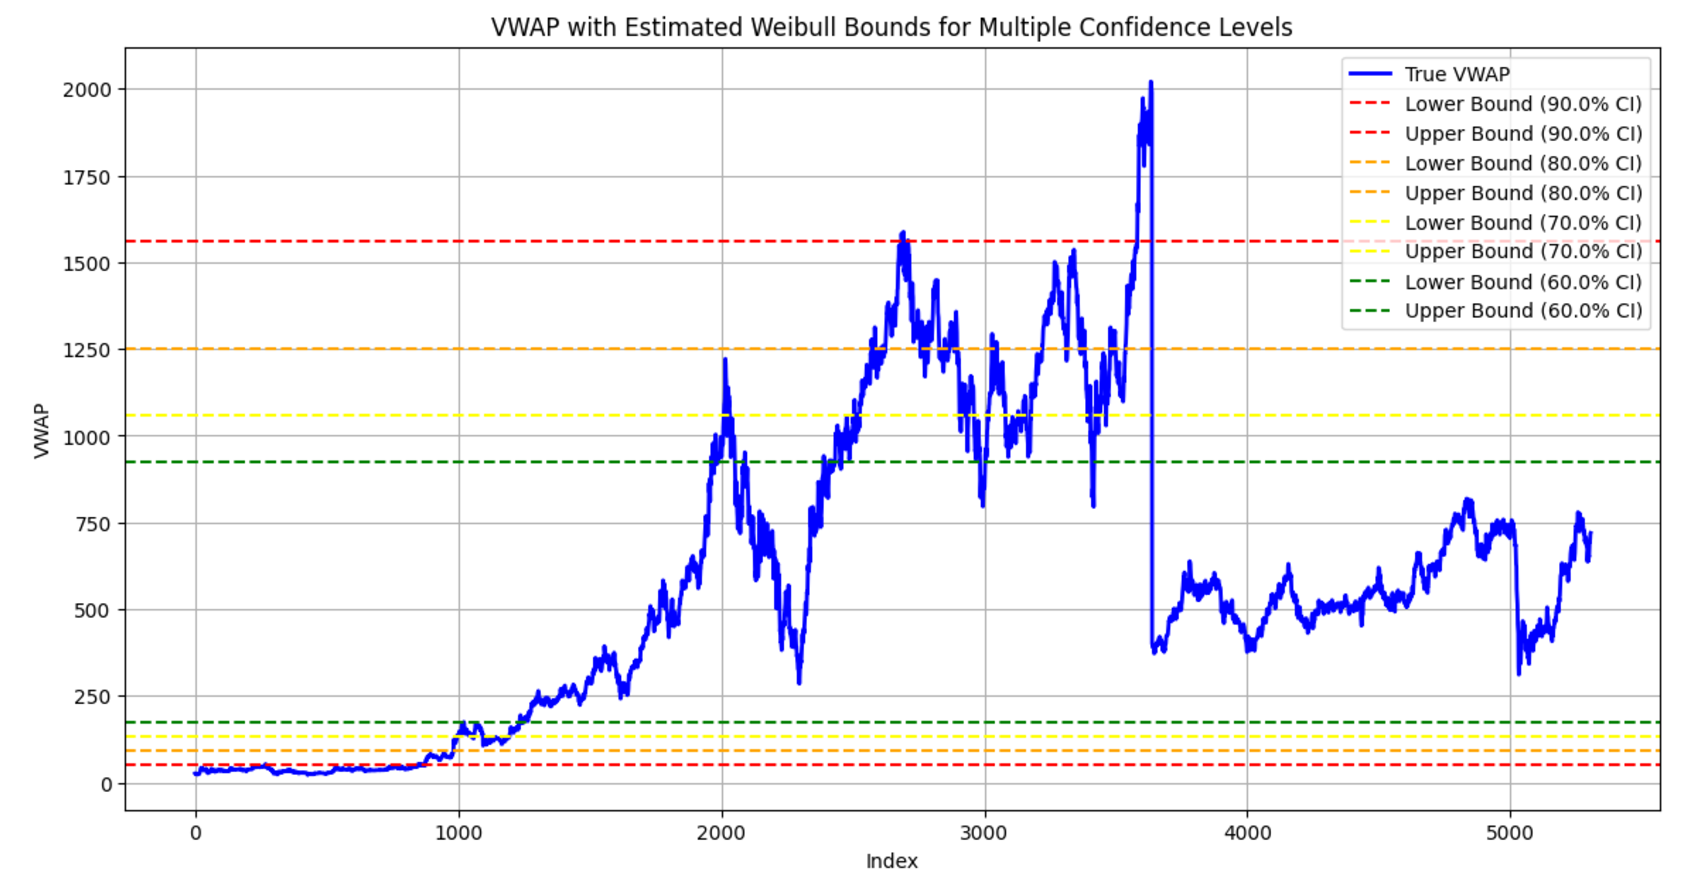 VWAP with Estimated Weibull Bounds for Multiple Confidence Levels
True VWAP
Lower Bound (90.0% CI)
Upper Bound (90.0% CI)
Lower Bound (80.0% CI)
Upper Bound (80.0% CI)
Lower Bound (70.0% CI)
Upper Bound (70.0% CI)
Lower Bound (60.0% CI)
Upper Bound (60.0% CI)
VWAP
2000
1750
1500
1250
1000
750
500
250
0
0 1000 2000 3000 4000 5000
Index